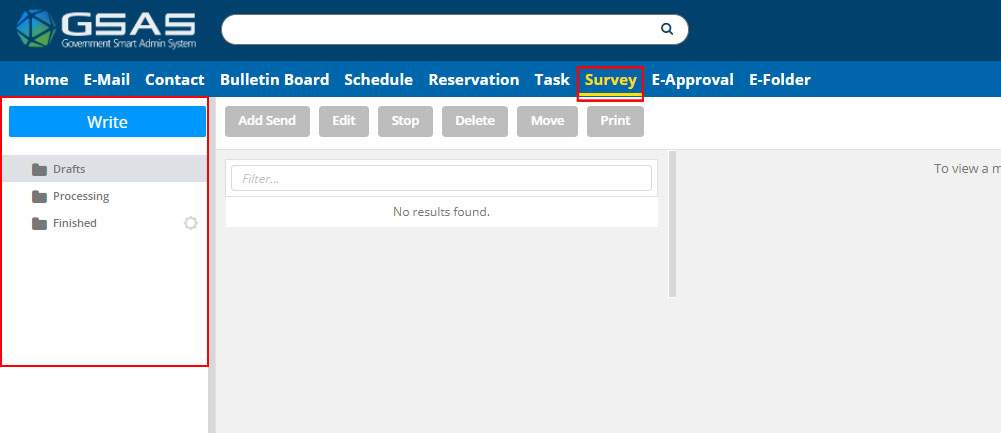 GSAS
Government Smart Admin System
Home E-Mail Contact Bulletin Board Schedule Reservation Task Survey E-Approval E-Folder
Write
Add Send Edit Stop Delete Move Print
Drafts
Processing
Finished
Filter...
No results found.
To view a m